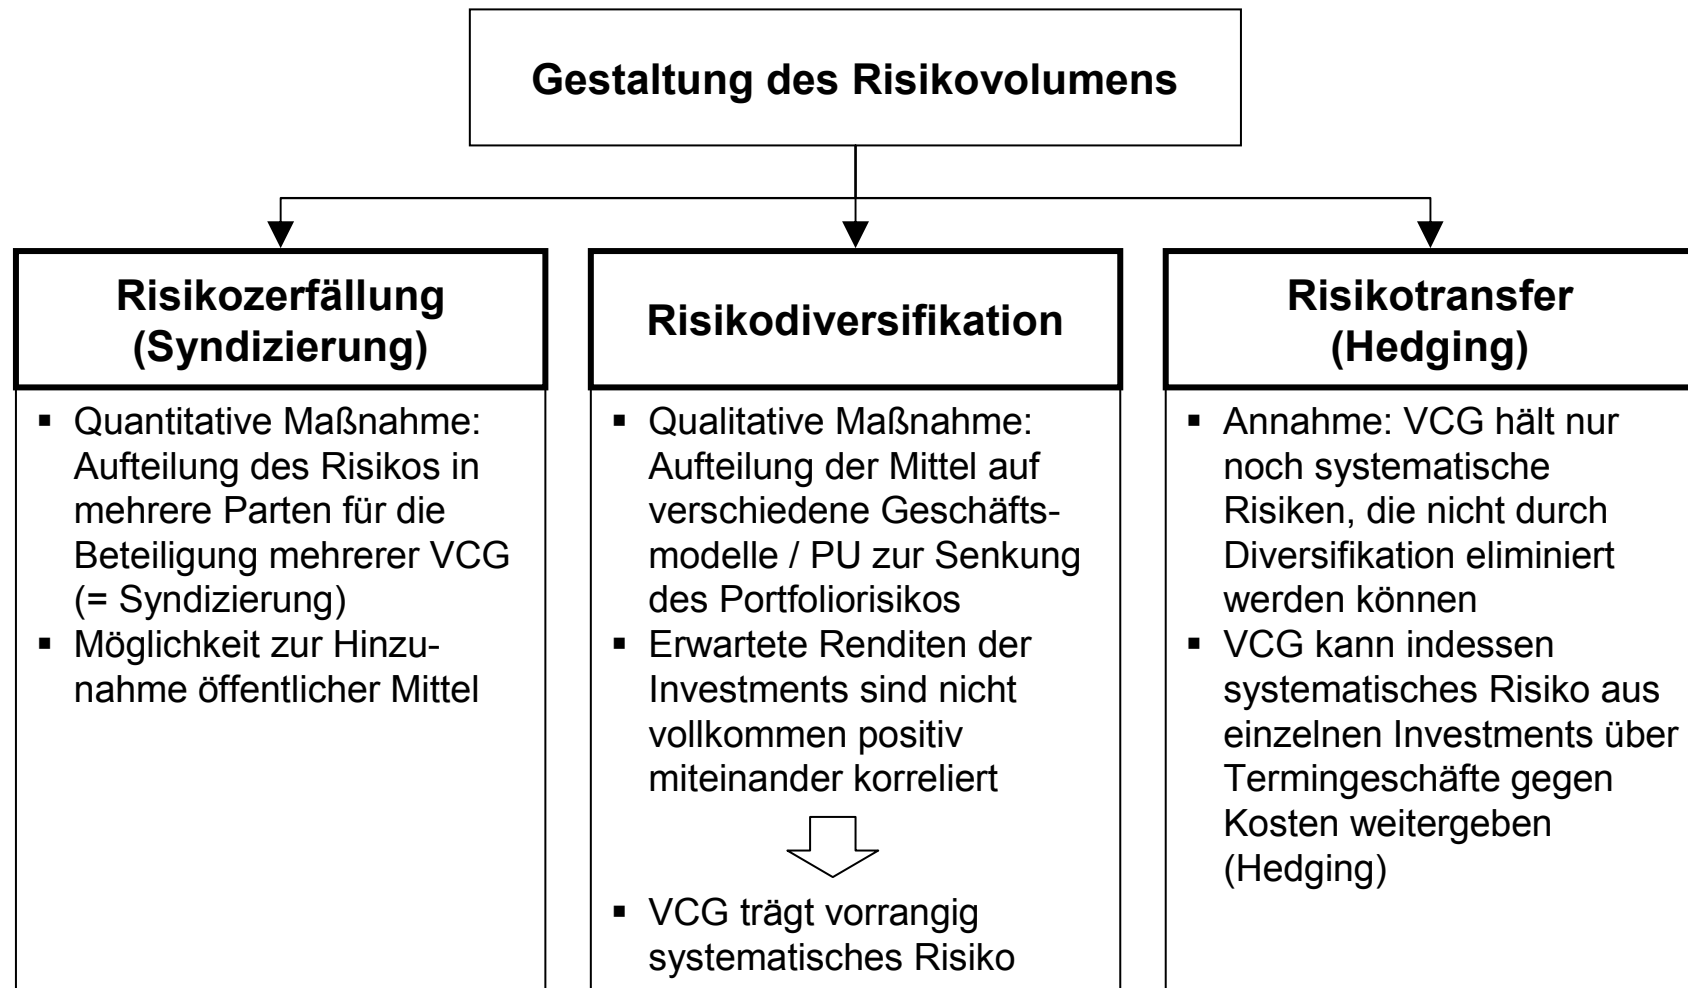 Gestaltung des Risikovolumens
Risikozerfällung
(Syndizierung)
▪ Quantitative Maßnahme:
Aufteilung des Risikos in
mehrere Parten für die
Beteiligung mehrerer VCG
(= Syndizierung)
▪ Möglichkeit zur Hinzu-
nahme öffentlicher Mittel
Risikodiversifikation
▪ Qualitative Maßnahme:
Aufteilung der Mittel auf
verschiedene Geschäfts-
modelle / PU zur Senkung
des Portfoliorisikos
▪ Erwartete Renditen der
Investments sind nicht
vollkommen positiv
miteinander korreliert
▪ VCG trägt vorrangig
systematisches Risiko
Risikotransfer
(Hedging)
▪ Annahme: VCG hält nur
noch systematische
Risiken, die nicht durch
Diversifikation eliminiert
werden können
▪ VCG kann indessen
systematisches Risiko aus
einzelnen Investments über
Termingeschäfte gegen
Kosten weitergeben
(Hedging)